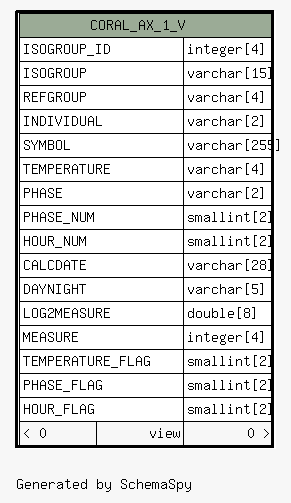 CORAL_AX_1_V
ISOGROUP_ID integer[4]
ISOGROUP varchar[15]
REFGROUP varchar[4]
INDIVIDUAL varchar[2]
SYMBOL varchar[255]
TEMPERATURE varchar[4]
PHASE varchar[2]
PHASE_NUM smallint[2]
HOUR_NUM smallint[2]
CALCDATE varchar[28]
DAYNIGHT varchar[5]
LOG2MEASURE double[8]
MEASURE integer[4]
TEMPERATURE_FLAG smallint[2]
PHASE_FLAG smallint[2]
HOUR_FLAG smallint[2]
< 0 view 0 >
Generated by SchemaSpy